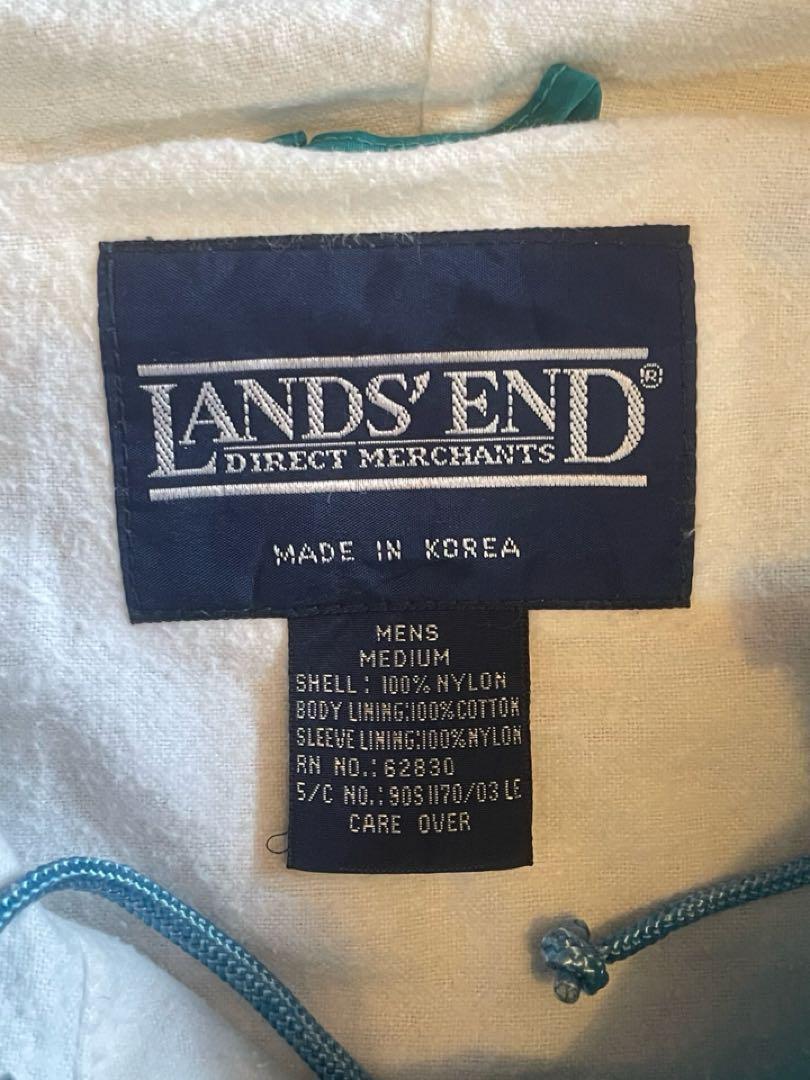 LANDS' END®
DIRECT MERCHANTS
MADE IN KOREA
MENS
MEDIUM
SHELL: 100% NYLON
BODY LINING:100%COTTON
SLEEVE LINING:100%NYLON
RN NO.: 62830
S/C NO.: 90S1170/03 LE
CARE OVER